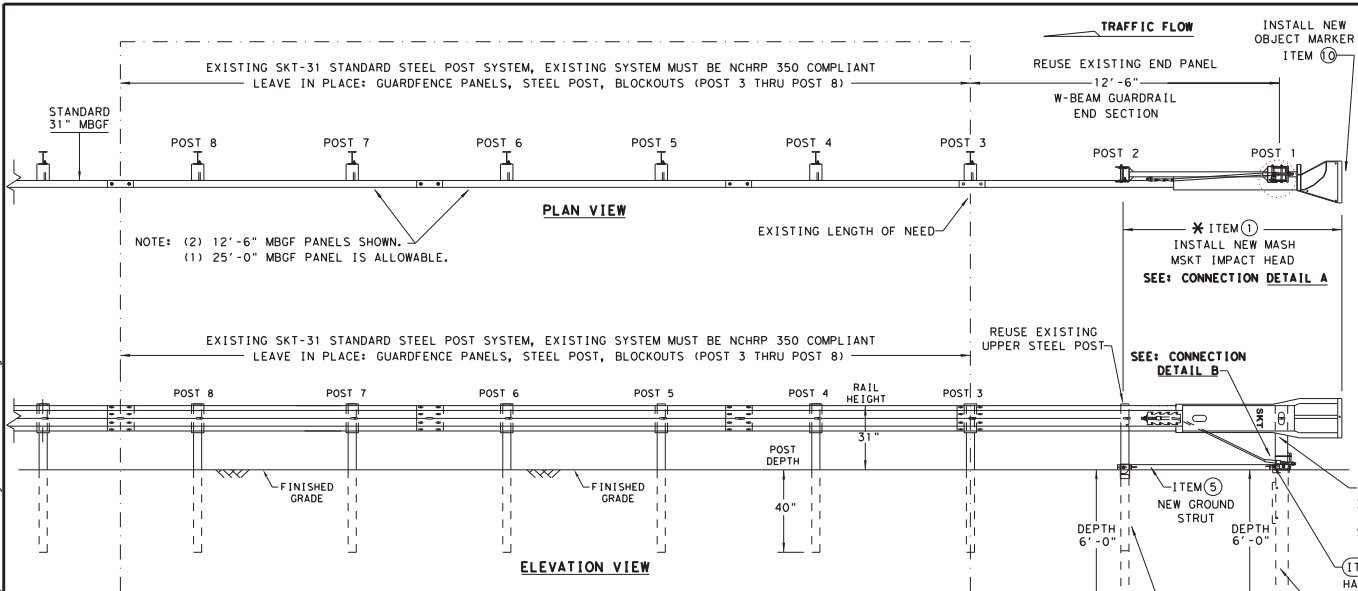 TRAFFIC FLOW
INSTALL NEW
OBJECT MARKER
ITEM 10
EXISTING SKT-31 STANDARD STEEL POST SYSTEM, EXISTING SYSTEM MUST BE NCHRP 350 COMPLIANT
LEAVE IN PLACE: GUARDFENCE PANELS, STEEL POST, BLOCKOUTS (POST 3 THRU POST 8)
REUSE EXISTING END PANEL
12'-6"
W-BEAM GUARDRAIL
END SECTION
STANDARD
31" MBGF
POST 8
POST 7
POST 6
POST 5
POST 4
POST 3
POST 2
POST 1
PLAN VIEW
NOTE: (2) 12'-6" MBGF PANELS SHOWN.
(1) 25'-0" MBGF PANEL IS ALLOWABLE.
EXISTING LENGTH OF NEED
* ITEM 1
INSTALL NEW MASH
MSKT IMPACT HEAD
SEE: CONNECTION DETAIL A
EXISTING SKT-31 STANDARD STEEL POST SYSTEM, EXISTING SYSTEM MUST BE NCHRP 350 COMPLIANT
LEAVE IN PLACE: GUARDFENCE PANELS, STEEL POST, BLOCKOUTS (POST 3 THRU POST 8)
REUSE EXISTING
UPPER STEEL POST
SEE: CONNECTION
DETAIL B
POST 8
POST 7
POST 6
POST 5
POST 4
RAIL
HEIGHT
POST 3
31"
SKT
POST
DEPTH
40"
FINISHED
GRADE
FINISHED
GRADE
ITEM 5
NEW GROUND
STRUT
DEPTH
6'-0"
DEPTH
6'-0"
ELEVATION VIEW